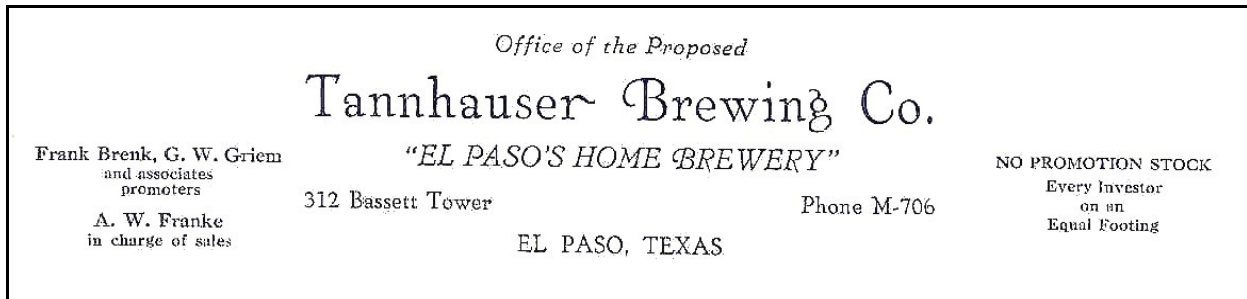 Office of the Proposed
Tannhauser Brewing Co.
"EL PASO'S HOME BREWERY"
Frank Brenk, G. W. Griem
and associates
promoters
A. W. Franke
in charge of sales
312 Bassett Tower
Phone M-706
EL PASO, TEXAS
NO PROMOTION STOCK
Every Investor
on an
Equal Footing